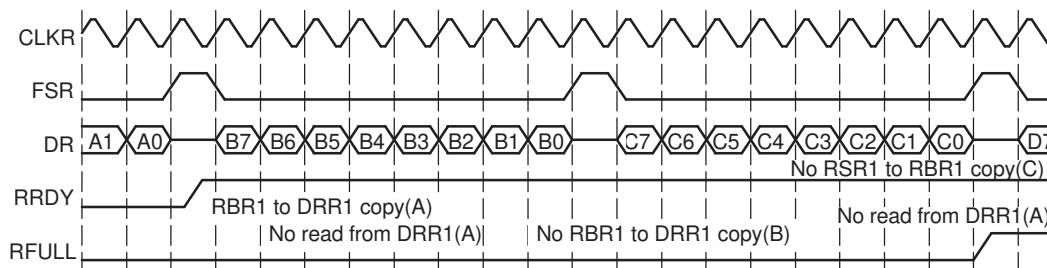 CLKR
FSR
DR A1 A0 B7 B6 B5 B4 B3 B2 B1 B0 C7 C6 C5 C4 C3 C2 C1 C0 D7
No RSR1 to RBR1 copy(C)
RRDY
RBR1 to DRR1 copy(A)
No read from DRR1(A)
No read from DRR1(A) No RBR1 to DRR1 copy(B)
RFULL